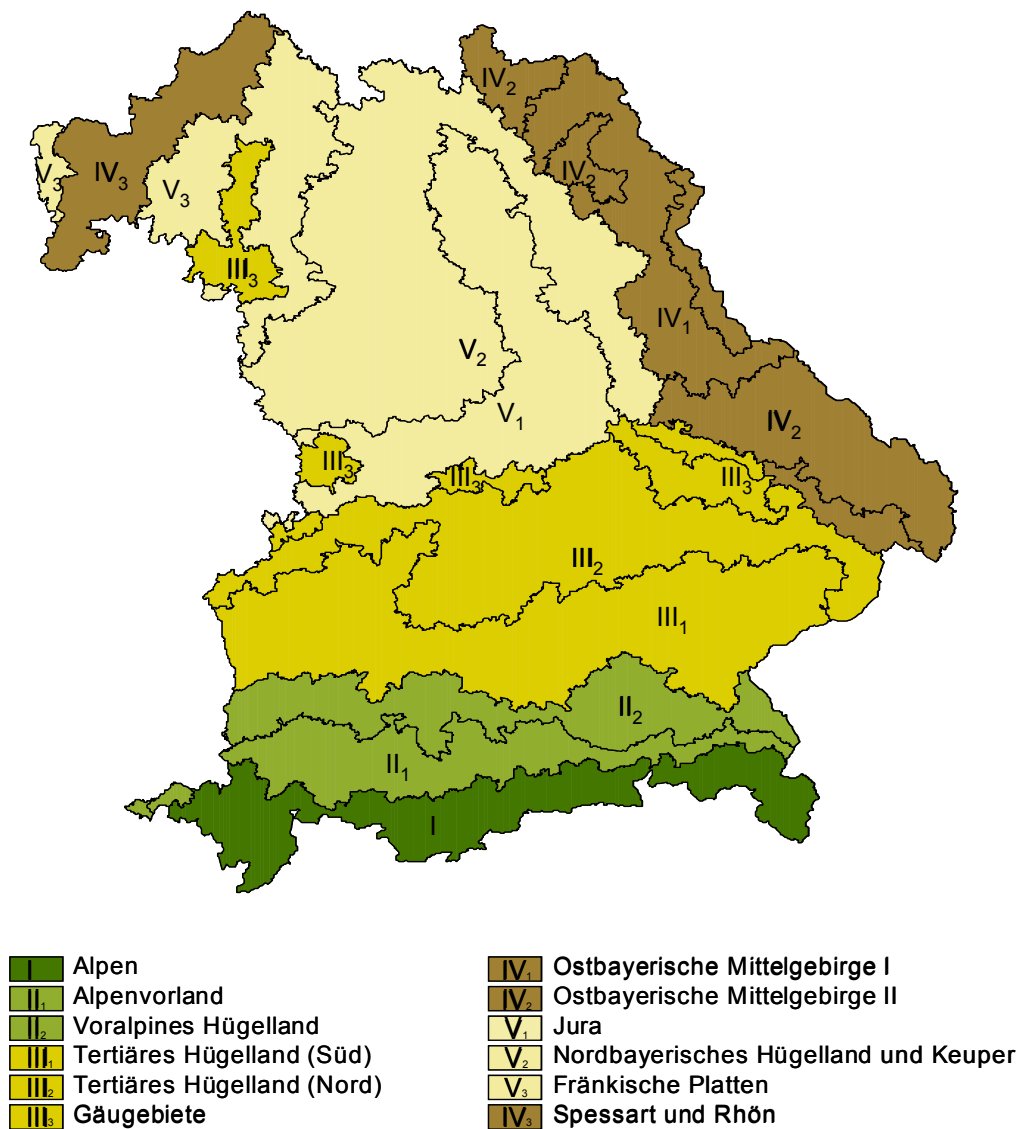 IV2
IV2
V3
IV3
V3
III3
IV1
V2
V1
IV2
III3
III3
III3
III2
III1
II2
II1
I
I Alpen
II1 Alpenvorland
II2 Voralpines Hügelland
III1 Tertiäres Hügelland (Süd)
III2 Tertiäres Hügelland (Nord)
III3 Gäugebiete
IV1 Ostbayerische Mittelgebirge I
IV2 Ostbayerische Mittelgebirge II
V1 Jura
V2 Nordbayerisches Hügelland und Keuper
V3 Fränkische Platten
IV3 Spessart und Rhön